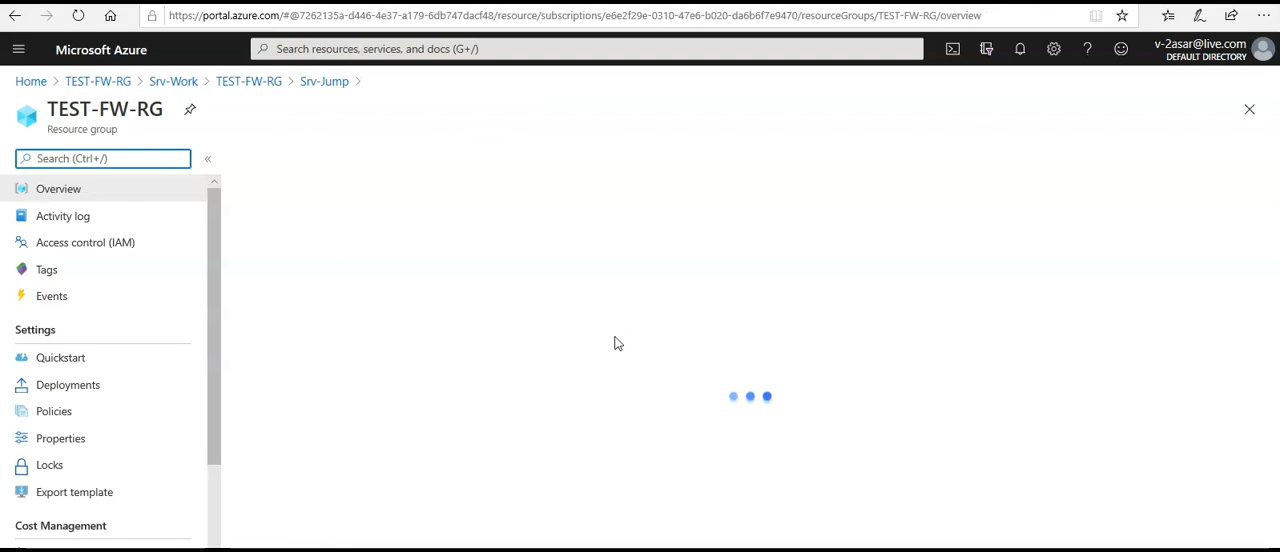 https://portal.azure.com/#@7262135a-d446-4e37-a179-6db747dacf48/resource/subscriptions/e6e2f29e-0310-47e6-b020-da6b6f7e9470/resourceGroups/TEST-FW-RG/overview
Microsoft Azure
Search resources, services, and docs (G+/)
v-2asar@live.com
DEFAULT DIRECTORY
Home > TEST-FW-RG > Srv-Work > TEST-FW-RG > Srv-Jump >
TEST-FW-RG
Resource group
Search (Ctrl+/)
Overview
Activity log
Access control (IAM)
Tags
Events
Settings
Quickstart
Deployments
Policies
Properties
Locks
Export template
Cost Management